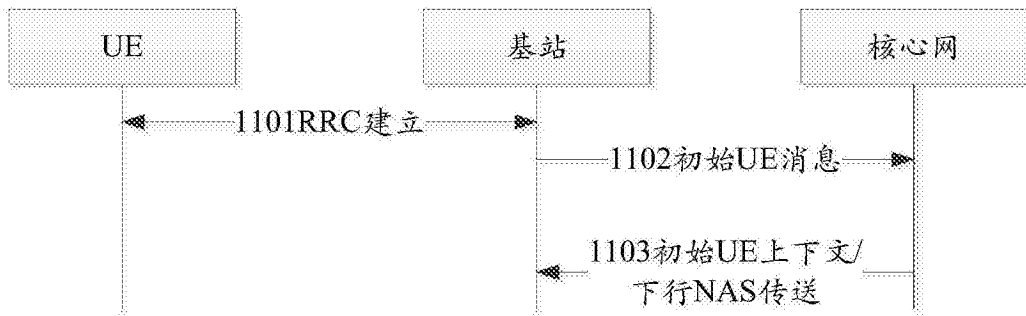 UE
基站
核心网
1101RRC建立
1102初始UE消息
1103初始UE上下文/
下行NAS传送